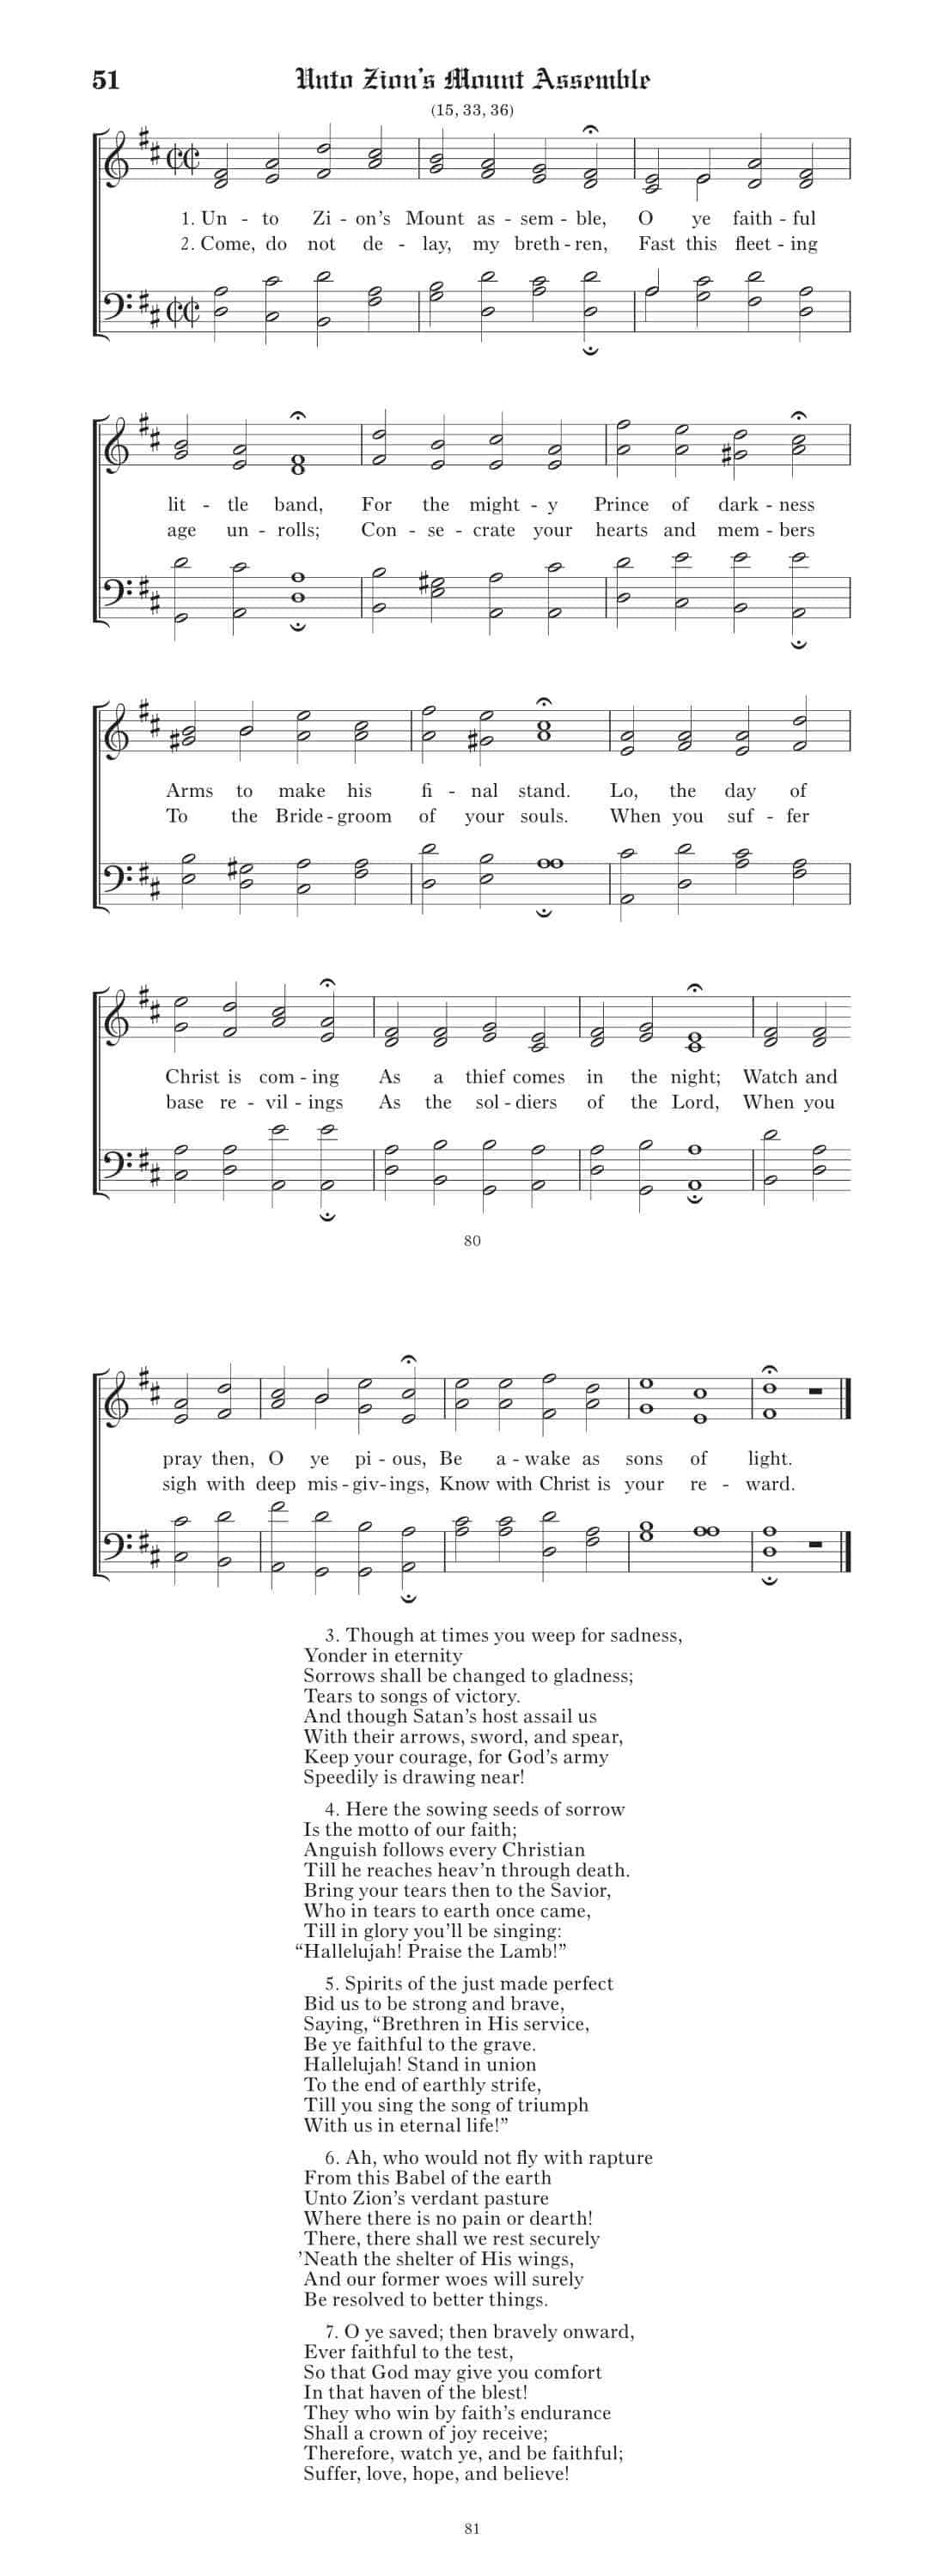 51 Unto Zion’s Mount Assemble
(15, 33, 36)
1. Un - to Zi - on’s Mount as - sem - ble, O ye faith - ful
2. Come, do not de - lay, my breth - ren, Fast this fleet - ing
lit - tle band, For the might - y Prince of dark - ness
age un - rolls; Con - se - crate your hearts and mem - bers
Arms to make his fi - nal stand. Lo, the day of
To the Bride - groom of your souls. When you suf - fer
Christ is com - ing As a thief comes in the night; Watch and
base re - vil - ings As the sol - diers of the Lord, When you
80
pray then, O ye pi - ous, Be a - wake as sons of light.
sigh with deep mis - giv - ings, Know with Christ is your re - ward.
3. Though at times you weep for sadness,
Yonder in eternity
Sorrows shall be changed to gladness;
Tears to songs of victory.
And though Satan’s host assail us
With their arrows, sword, and spear,
Keep your courage, for God’s army
Speedily is drawing near!
4. Here the sowing seeds of sorrow
Is the motto of our faith;
Anguish follows every Christian
Till he reaches heav’n through death.
Bring your tears then to the Savior,
Who in tears to earth once came,
Till in glory you’ll be singing:
“Hallelujah! Praise the Lamb!”
5. Spirits of the just made perfect
Bid us to be strong and brave,
Saying, “Brethren in His service,
Be ye faithful to the grave.
Hallelujah! Stand in union
To the end of earthly strife,
Till you sing the song of triumph
With us in eternal life!”
6. Ah, who would not fly with rapture
From this Babel of the earth
Unto Zion’s verdant pasture
Where there is no pain or dearth!
There, there shall we rest securely
’Neath the shelter of His wings,
And our former woes will surely
Be resolved to better things.
7. O ye saved; then bravely onward,
Ever faithful to the test,
So that God may give you comfort
In that haven of the blest!
They who win by faith’s endurance
Shall a crown of joy receive;
Therefore, watch ye, and be faithful;
Suffer, love, hope, and believe!
81